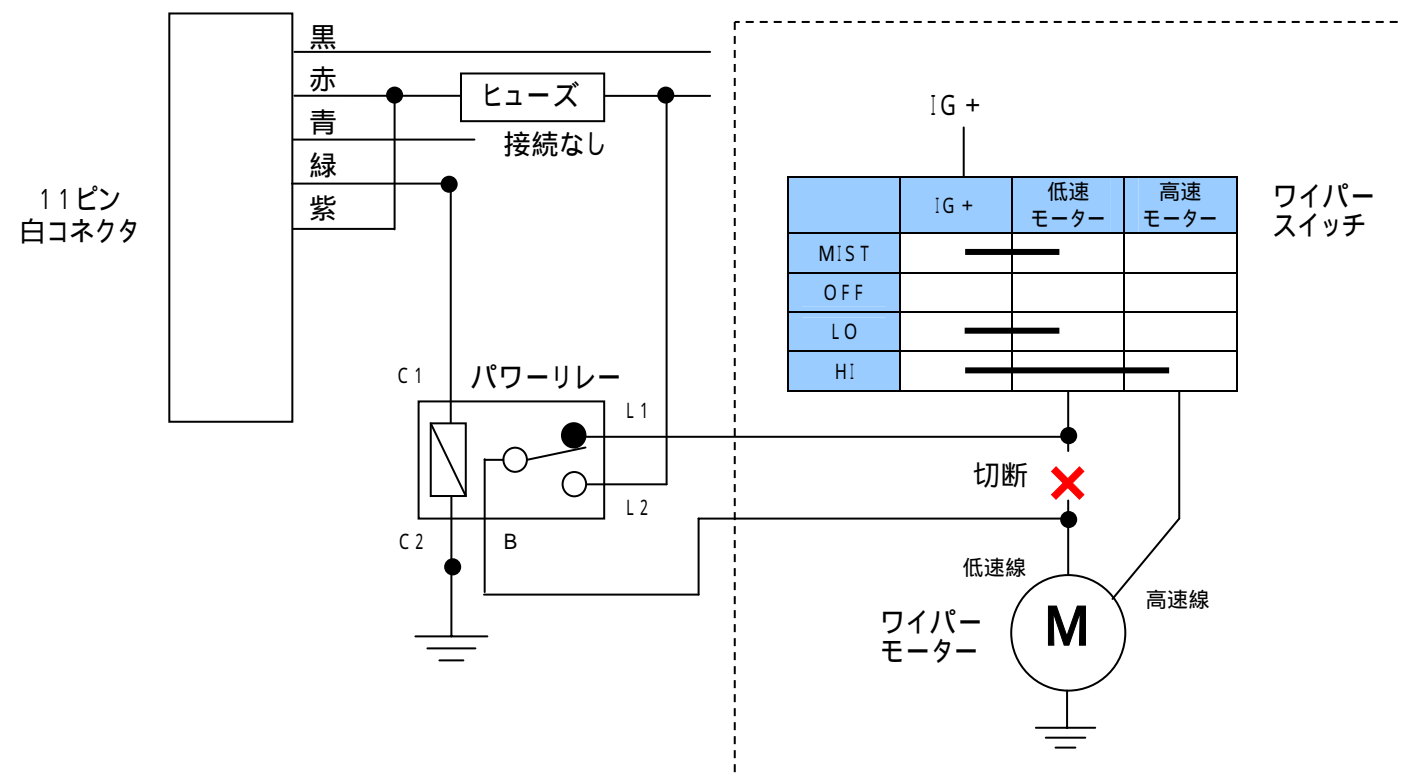 黒
赤
ヒューズ
青
接続なし
緑
紫
11ピン
白コネクタ
IG+
IG+
低速
モーター
高速
モーター
ワイパー
スイッチ
MIST
OFF
LO
HI
C1
パワーリレー
L1
切断
L2
C2
B
低速線
高速線
ワイパー
モーター
M